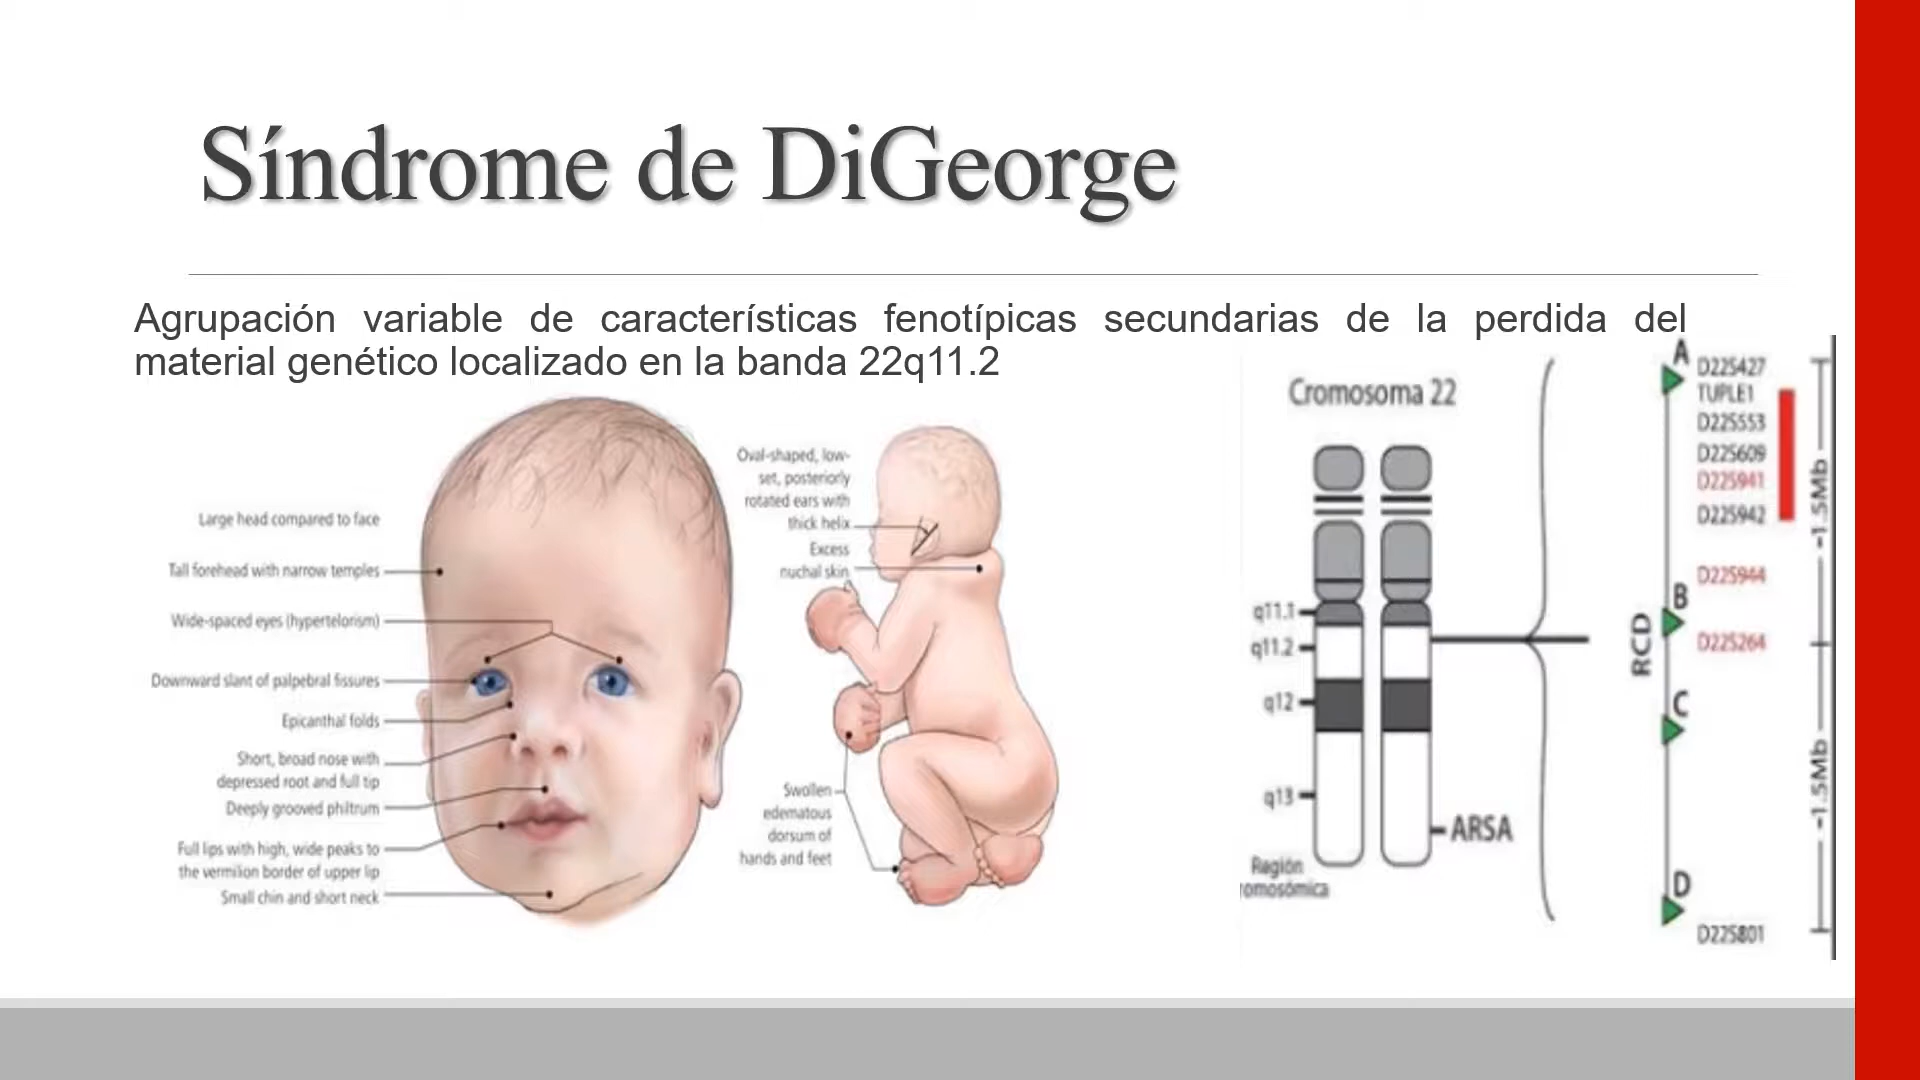 Síndrome de DiGeorge
Agrupación variable de características fenotípicas secundarias de la perdida del
material genético localizado en la banda 22q11.2
Large head compared to face
Tall forehead with narrow temples
Wide-spaced eyes (hypertelorism)
Downward slant of palpebral fissures
Epicanthal folds
Short, broad nose with
depressed root and full tip
Deeply grooved philtrum
Full lips with high, wide peaks to
the vermilion border of upper lip
Small chin and short neck
Oval-shaped, low-
set, posteriorly
rotated ears with
thick helix
Excess
nuchal skin
Swollen
edematous
dorsum of
hands and feet
Cromosoma 22
q11.1
q11.2
q12
q13
ARSA
Región
romosómica
RCD
A
B
C
D
D22S427
TUPLE1
D22S553
D22S609
D22S941
D22S942
D22S944
D22S264
D22S801
~1.5Mb
~1.5Mb